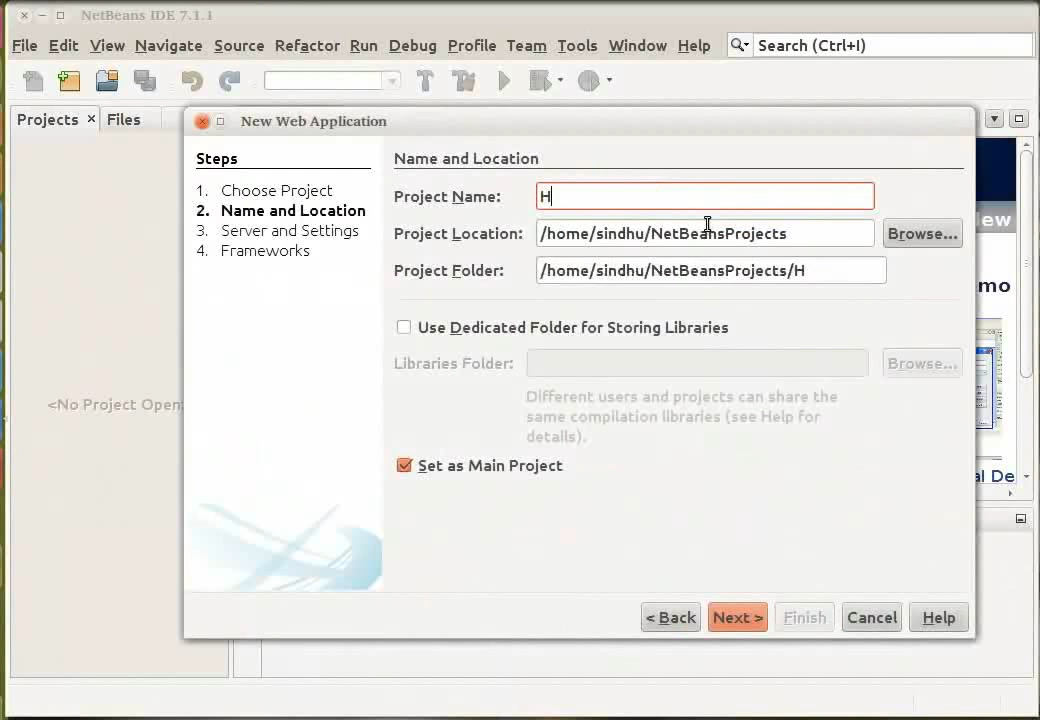 NetBeans IDE 7.1.1
File Edit View Navigate Source Refactor Run Debug Profile Team Tools Window Help Search (Ctrl+I)
Projects × Files
New Web Application
Steps
1. Choose Project
2. Name and Location
3. Server and Settings
4. Frameworks
Name and Location
Project Name: H
Project Location: /home/sindhu/NetBeansProjects Browse...
Project Folder: /home/sindhu/NetBeansProjects/H
Use Dedicated Folder for Storing Libraries
Libraries Folder: Browse...
Different users and projects can share the
same compilation libraries (see Help for
details).
Set as Main Project
< Back Next > Finish Cancel Help
<No Project Open